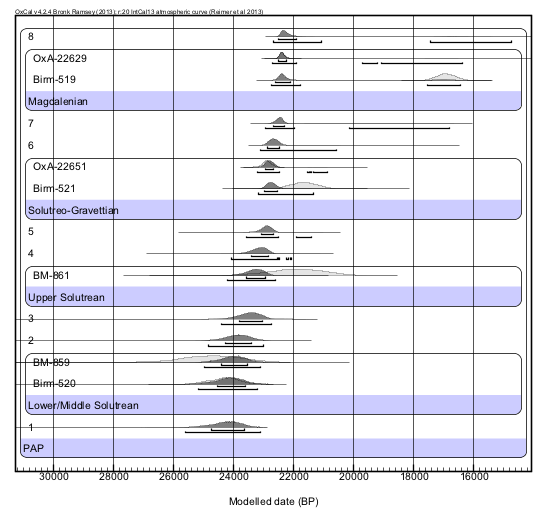 OxCal v4.2.4 Bronk Ramsey (2013); r:20 IntCal13 atmospheric curve (Reimer et al 2013)
8
OxA-22629
Birm-519
Magdalenian
7
6
OxA-22651
Birm-521
Solutreo-Gravettian
5
4
BM-861
Upper Solutrean
3
2
BM-859
Birm-520
Lower/Middle Solutrean
1
PAP
30000 28000 26000 24000 22000 20000 18000 16000
Modelled date (BP)